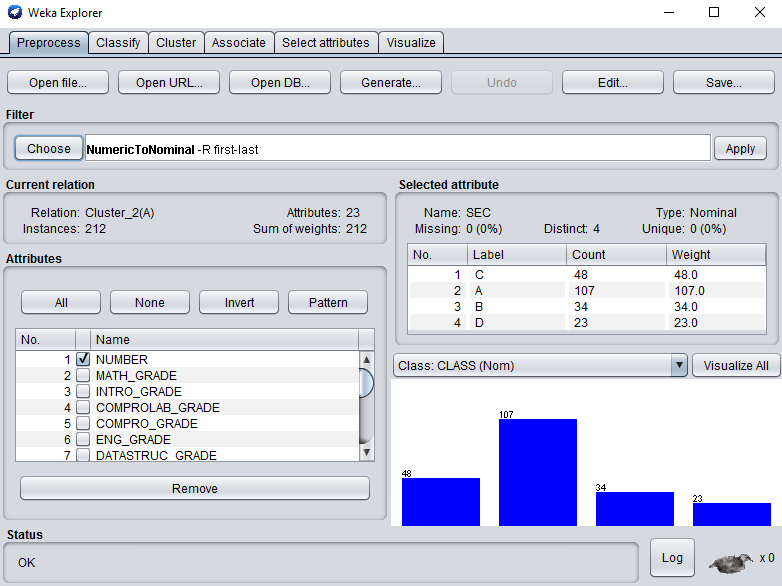 Weka Explorer
Preprocess Classify Cluster Associate Select attributes Visualize
Open file... Open URL... Open DB... Generate... Undo Edit... Save...
Filter
Choose NumericToNominal -R first-last Apply
Current relation
Relation: Cluster_2(A) Attributes: 23
Instances: 212 Sum of weights: 212
Attributes
All None Invert Pattern
No. Name
1 NUMBER
2 MATH_GRADE
3 INTRO_GRADE
4 COMPROLAB_GRADE
5 COMPRO_GRADE
6 ENG_GRADE
7 DATASTRUC_GRADE
Remove
Selected attribute
Name: SEC Type: Nominal
Missing: 0 (0%) Distinct: 4 Unique: 0 (0%)
No. Label Count Weight
1 C 48 48.0
2 A 107 107.0
3 B 34 34.0
4 D 23 23.0
Class: CLASS (Nom) Visualize All
48 107 34 23
Status
OK Log x 0